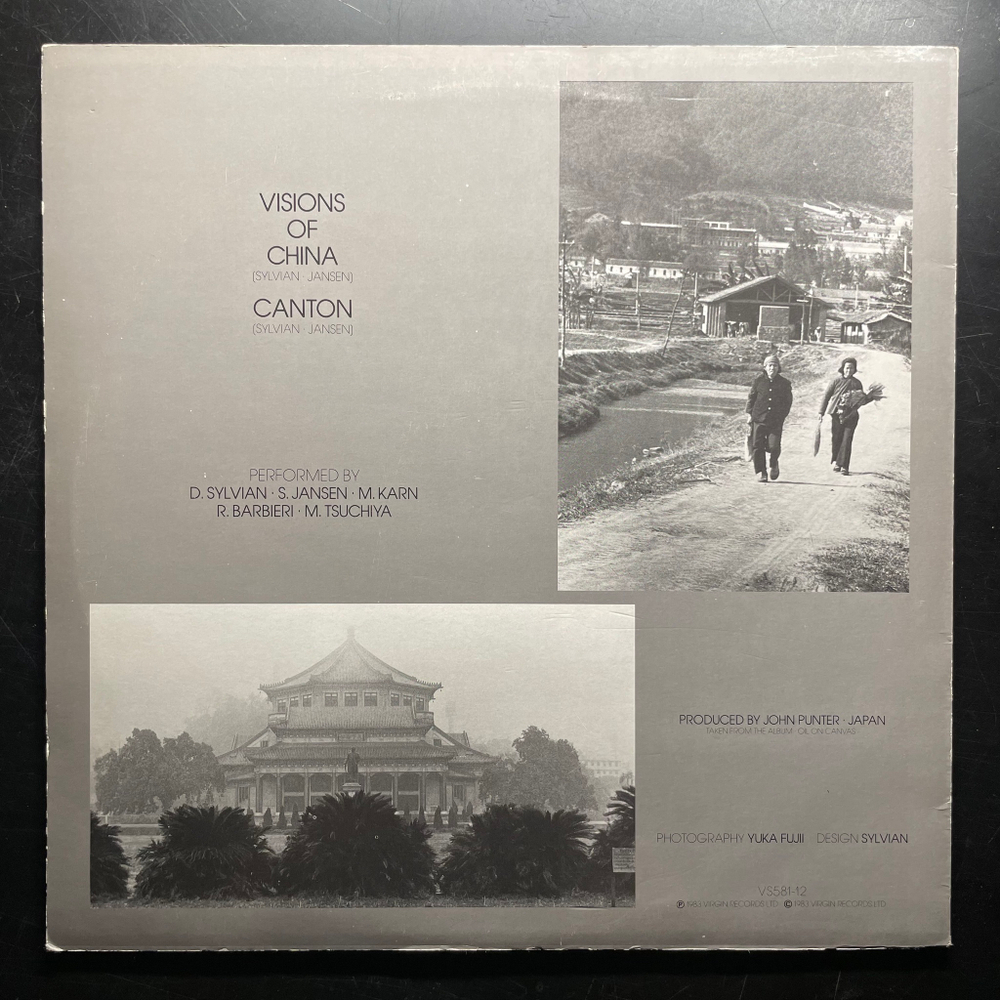 VISIONS
OF
CHINA
(SYLVIAN · JANSEN)
CANTON
(SYLVIAN · JANSEN)
PERFORMED BY
D. SYLVIAN · S. JANSEN · M. KARN
R. BARBIERI · M. TSUCHIYA
PRODUCED BY JOHN PUNTER · JAPAN
TAKEN FROM THE ALBUM · OIL ON CANVAS
PHOTOGRAPHY YUKA FUJII DESIGN SYLVIAN
VS581-12
℗ 1983 VIRGIN RECORDS LTD © 1983 VIRGIN RECORDS LTD